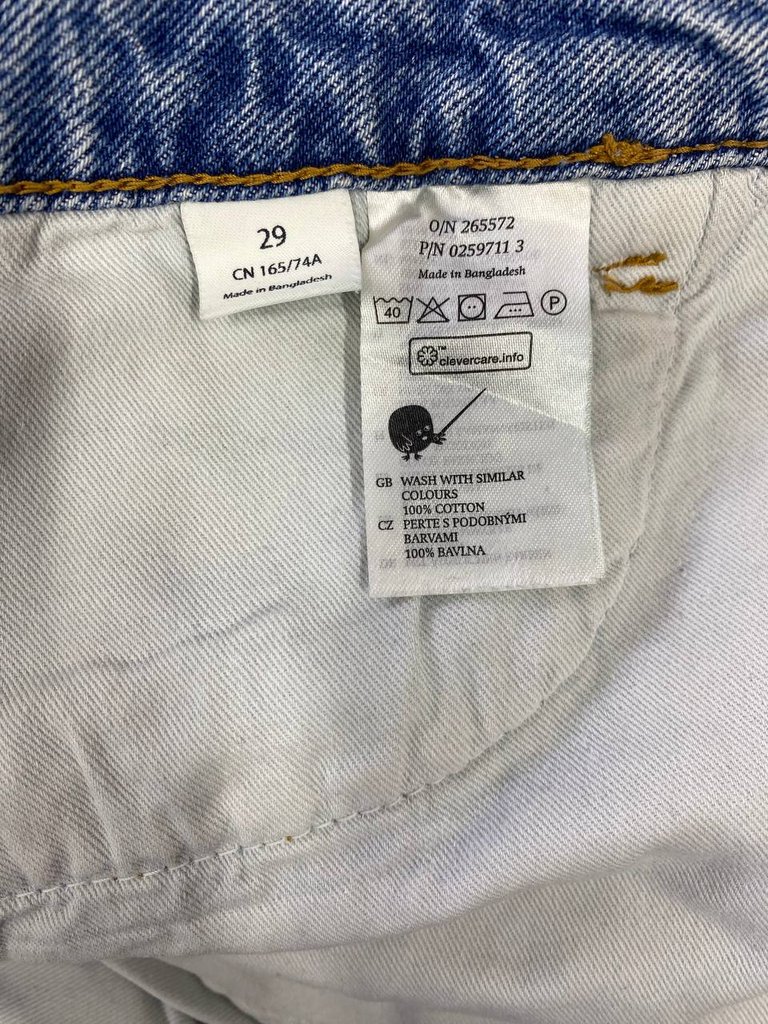 29
CN 165/74A
Made in Bangladesh
O/N 265572
P/N 0259711 3
Made in Bangladesh
40
P
™
clevercare.info
GB WASH WITH SIMILAR
COLOURS
100% COTTON
CZ PERTE S PODOBNÝMI
BARVAMI
100% BAVLNA